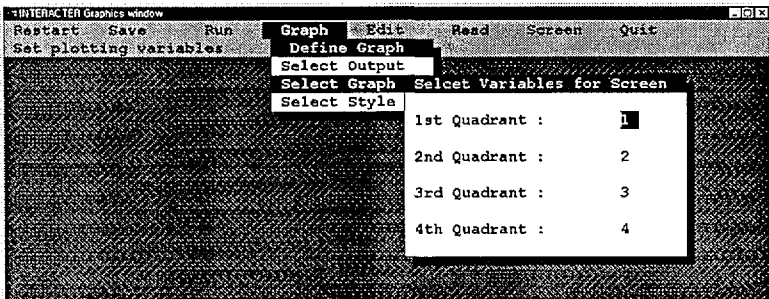 INTERACTER Graphics window
Restart Save Run Graph Edit Read Screen Quit
Set plotting variables
Define Graph
Select Output
Select Graph
Select Style
Selcet Variables for Screen
1st Quadrant : 1
2nd Quadrant : 2
3rd Quadrant : 3
4th Quadrant : 4